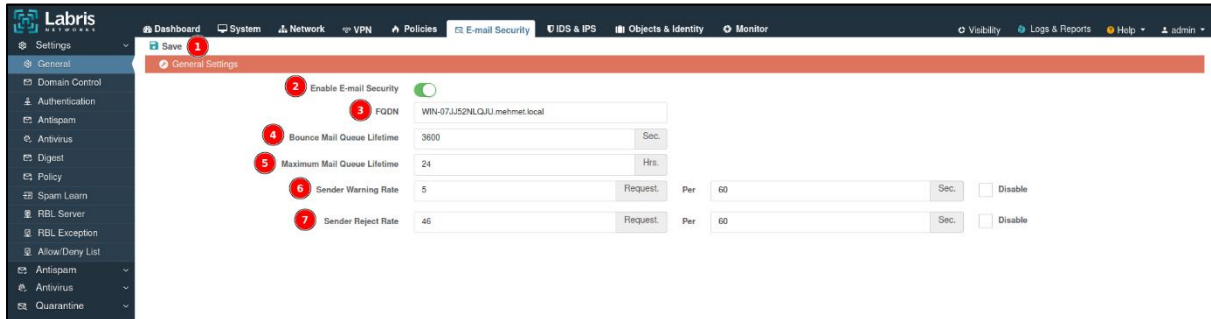 Labris
NETWORKS
Dashboard System Network VPN Policies E-mail Security IDS & IPS Objects & Identity Monitor Visibility Logs & Reports Help admin
Settings
Save 1
General
General Settings
Domain Control
2 Enable E-mail Security
Authentication
3 FQDN WIN-07JJ52NLQJU.mehmet.local
Antispam
4 Bounce Mail Queue Lifetime 3600 Sec.
Antivirus
5 Maximum Mail Queue Lifetime 24 Hrs.
Digest
Policy
6 Sender Warning Rate 5 Request. Per 60 Sec. Disable
Spam Learn
RBL Server
7 Sender Reject Rate 46 Request. Per 60 Sec. Disable
RBL Exception
Allow/Deny List
Antispam
Antivirus
Quarantine